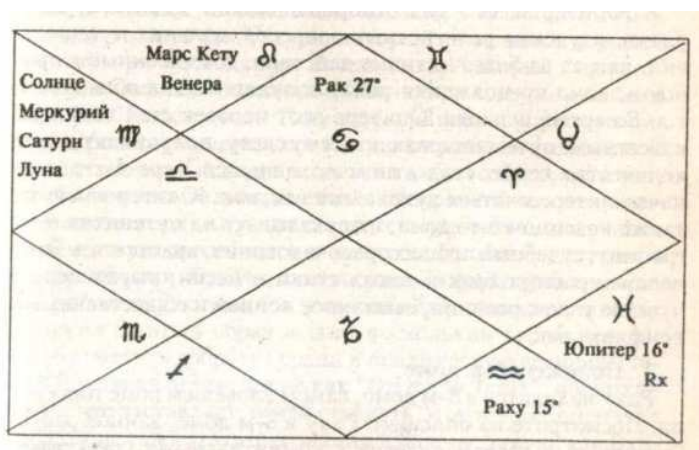 Марс Кету ♌
Венера
♊
Солнце
Меркурий
Сатурн
Луна
♍
♎
Рак 27°
♋
♉
♈
♏
♐
♑
♓
Юпитер 16°
Rx
♒
Раху 15°